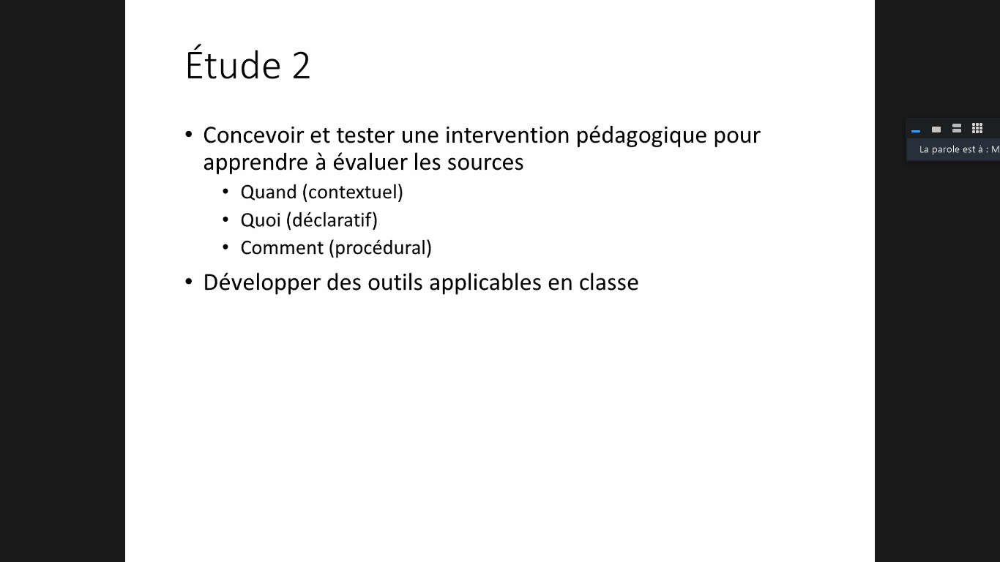 Étude 2
• Concevoir et tester une intervention pédagogique pour
apprendre à évaluer les sources
• Quand (contextuel)
• Quoi (déclaratif)
• Comment (procédural)
• Développer des outils applicables en classe
La parole est à : M